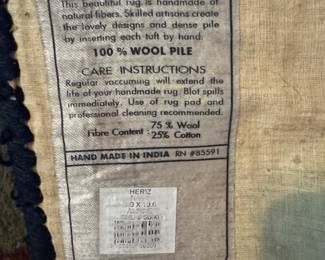 This beautiful rug, is handmade of
natural fibers. Skilled artisans create
the lovely designs and dense pile
by inserting each tuft by hand.
100 % WOOL PILE
CARE INSTRUCTIONS
Regular vaccuming will extend the
life of your handmade rug. Blot spills
immediately. Use of rug pad and
professional cleaning recommended.
Fibre Content : 75 % Wool
25% Cotton
HAND MADE IN INDIA RN #85591
HERIZ